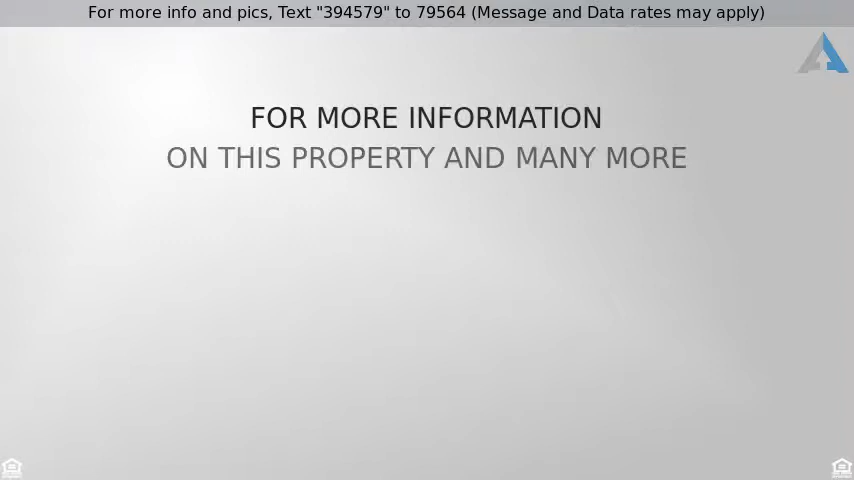 For more info and pics, Text "394579" to 79564 (Message and Data rates may apply)
FOR MORE INFORMATION
ON THIS PROPERTY AND MANY MORE